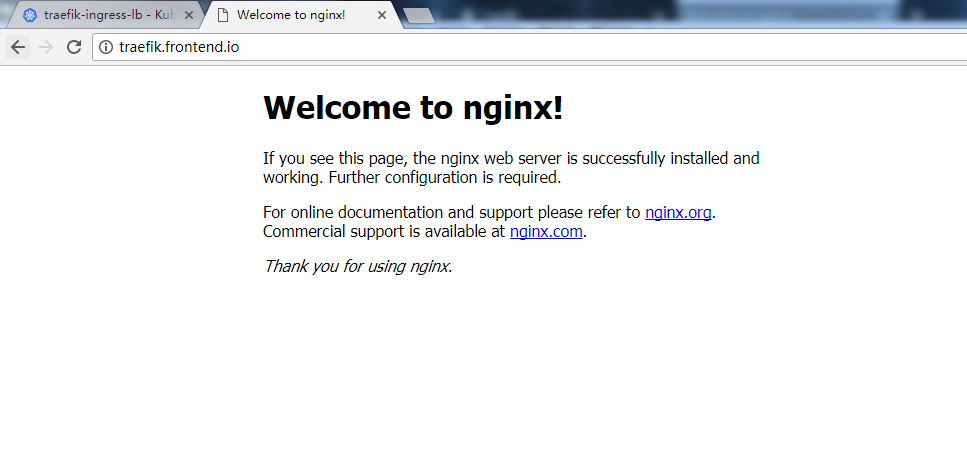 traefik-ingress-lb - Kub
Welcome to nginx!
traefik.frontend.io
Welcome to nginx!
If you see this page, the nginx web server is successfully installed and
working. Further configuration is required.
For online documentation and support please refer to nginx.org.
Commercial support is available at nginx.com.
Thank you for using nginx.